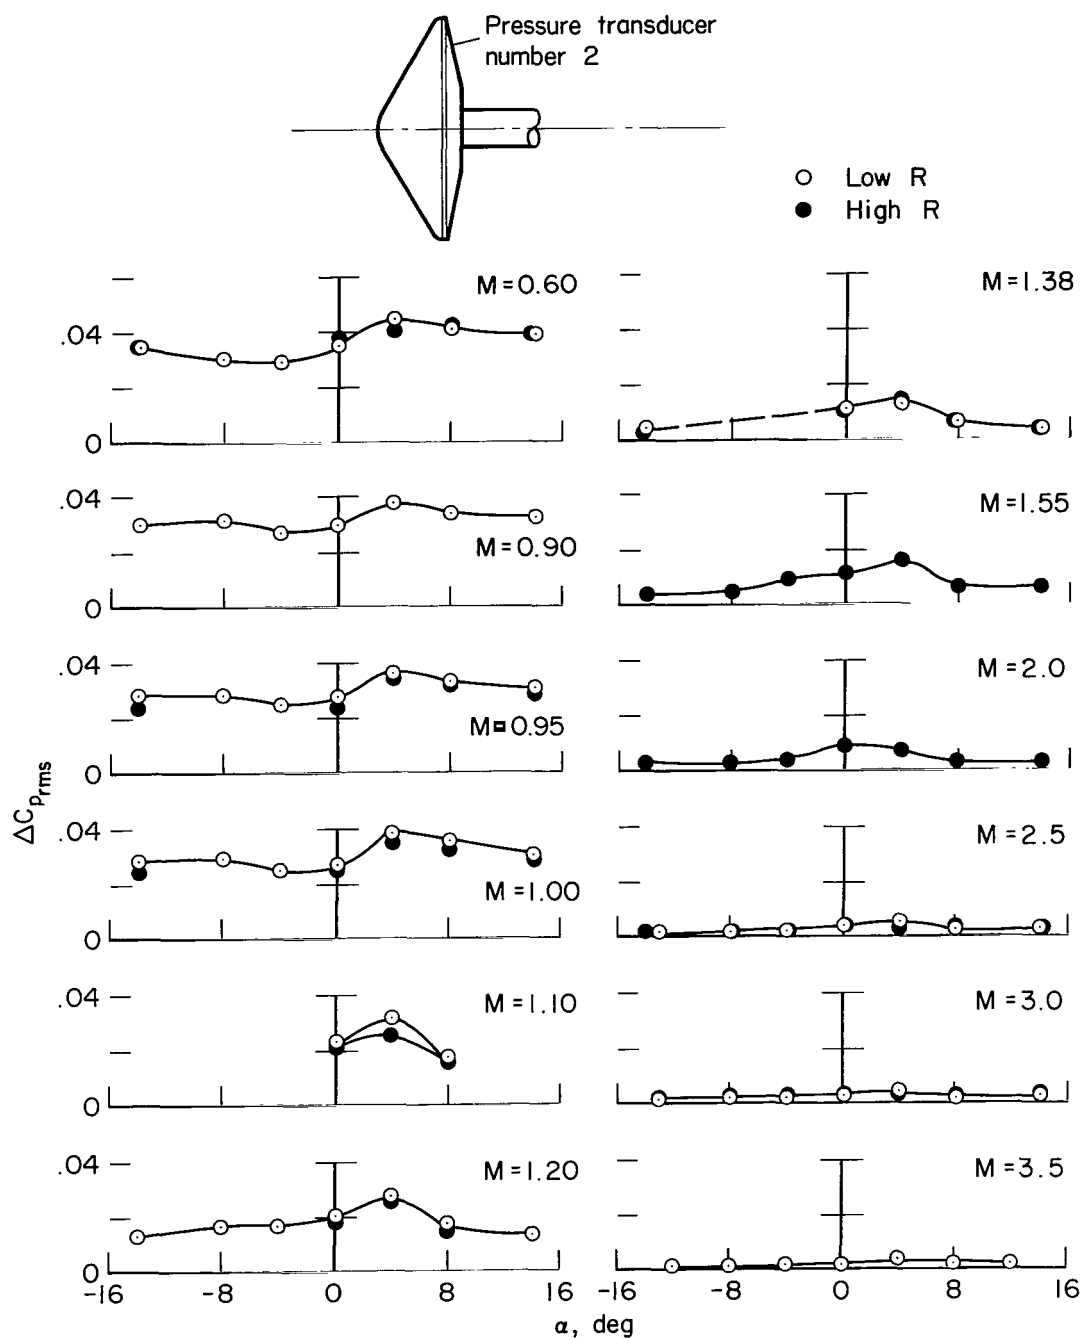 Pressure transducer
number 2
Low R
High R
M=0.60
.04
0
M=0.90
.04
0
M=0.95
.04
0
ΔCprms
M=1.00
.04
0
M=1.10
.04
0
M=1.20
.04
0
-16
-8
0
8
16
M=1.38
M=1.55
M=2.0
M=2.5
M=3.0
M=3.5
-16
-8
0
8
16
α, deg